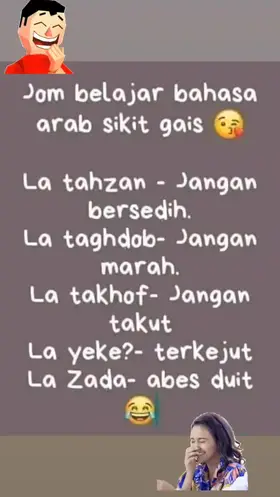 Jom belajar bahasa
arab sikit gais 😘
La tahzan - Jangan
bersedih.
La taghdob- Jangan
marah.
La takhof- Jangan
takut
La yeke?- terkejut
La Zada- abes duit
😂